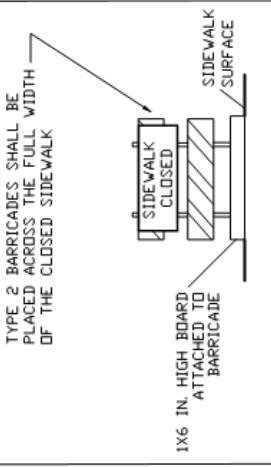 TYPE 2 BARRICADES SHALL BE
PLACED ACROSS THE FULL WIDTH
OF THE CLOSED SIDEWALK
SIDEWALK
CLOSED
SIDEWALK
SURFACE
1X6 IN. HIGH BOARD
ATTACHED TO
BARRICADE